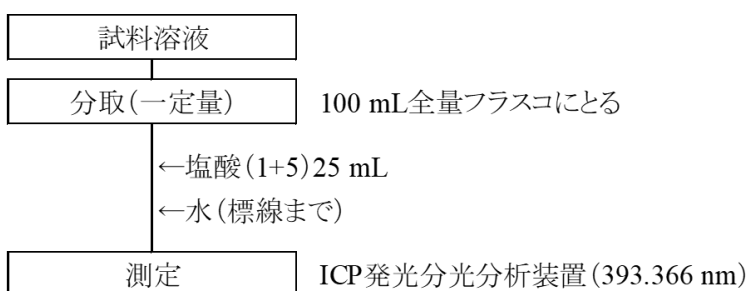 試料溶液
分取(一定量) 100 mL全量フラスコにとる
←塩酸(1+5)25 mL
←水(標線まで)
測定 ICP発光分光分析装置(393.366 nm)